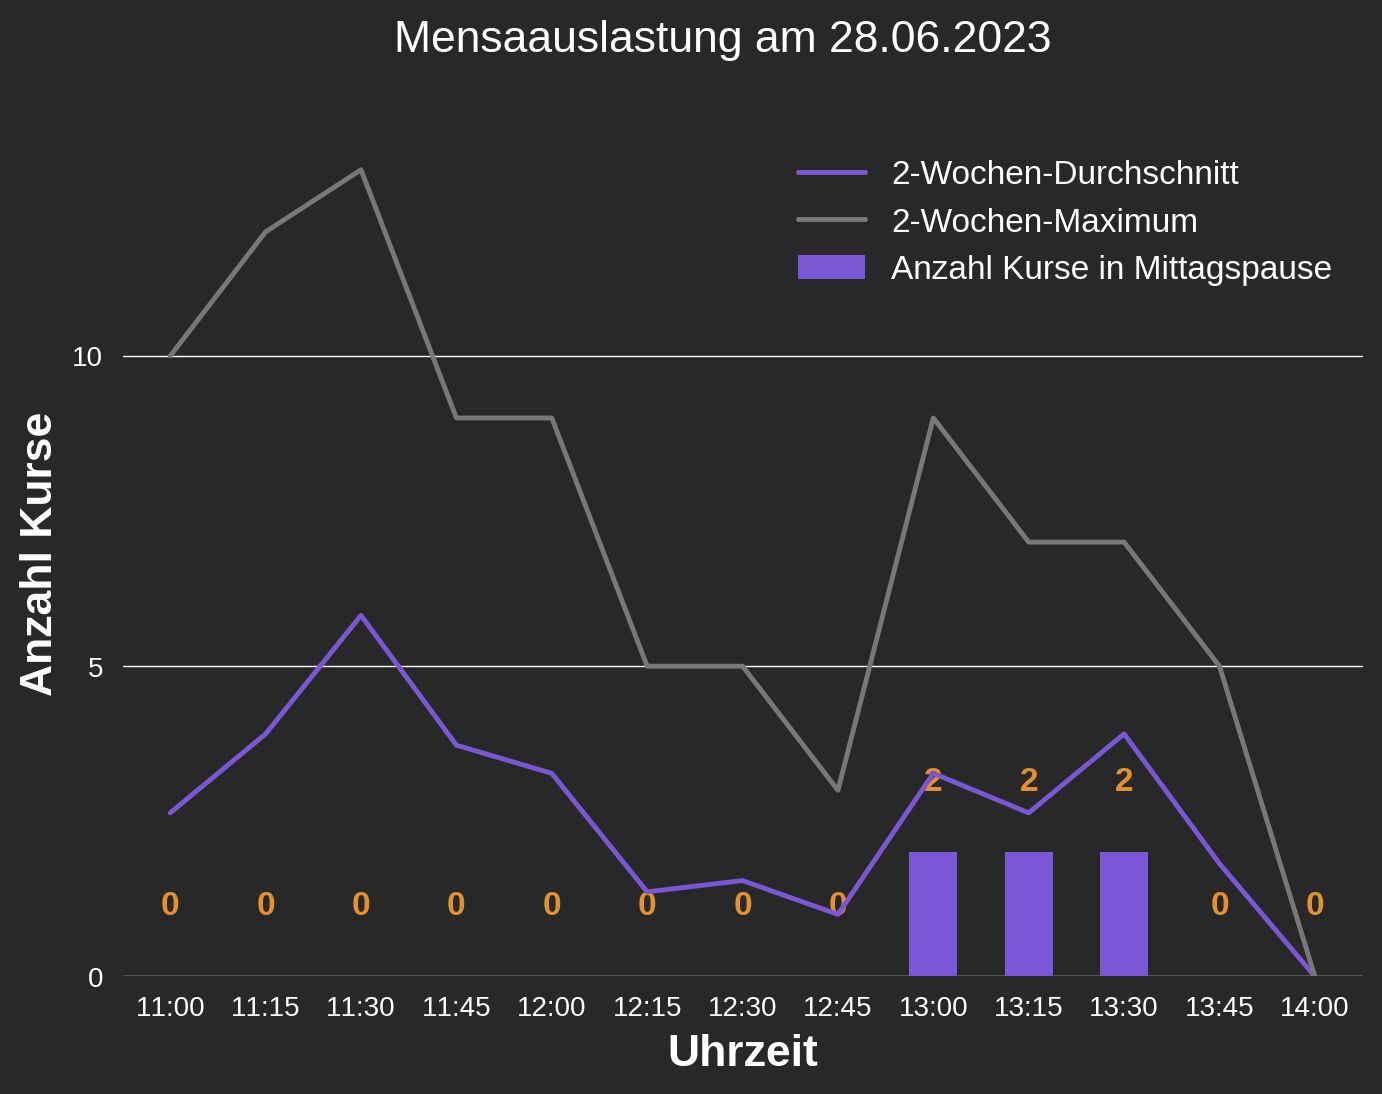 Mensaauslastung am 28.06.2023
2-Wochen-Durchschnitt
2-Wochen-Maximum
Anzahl Kurse in Mittagspause
10
5
0
Anzahl Kurse
2 2 2
0 0 0 0 0 0 0 0 0 0
11:00 11:15 11:30 11:45 12:00 12:15 12:30 12:45 13:00 13:15 13:30 13:45 14:00
Uhrzeit